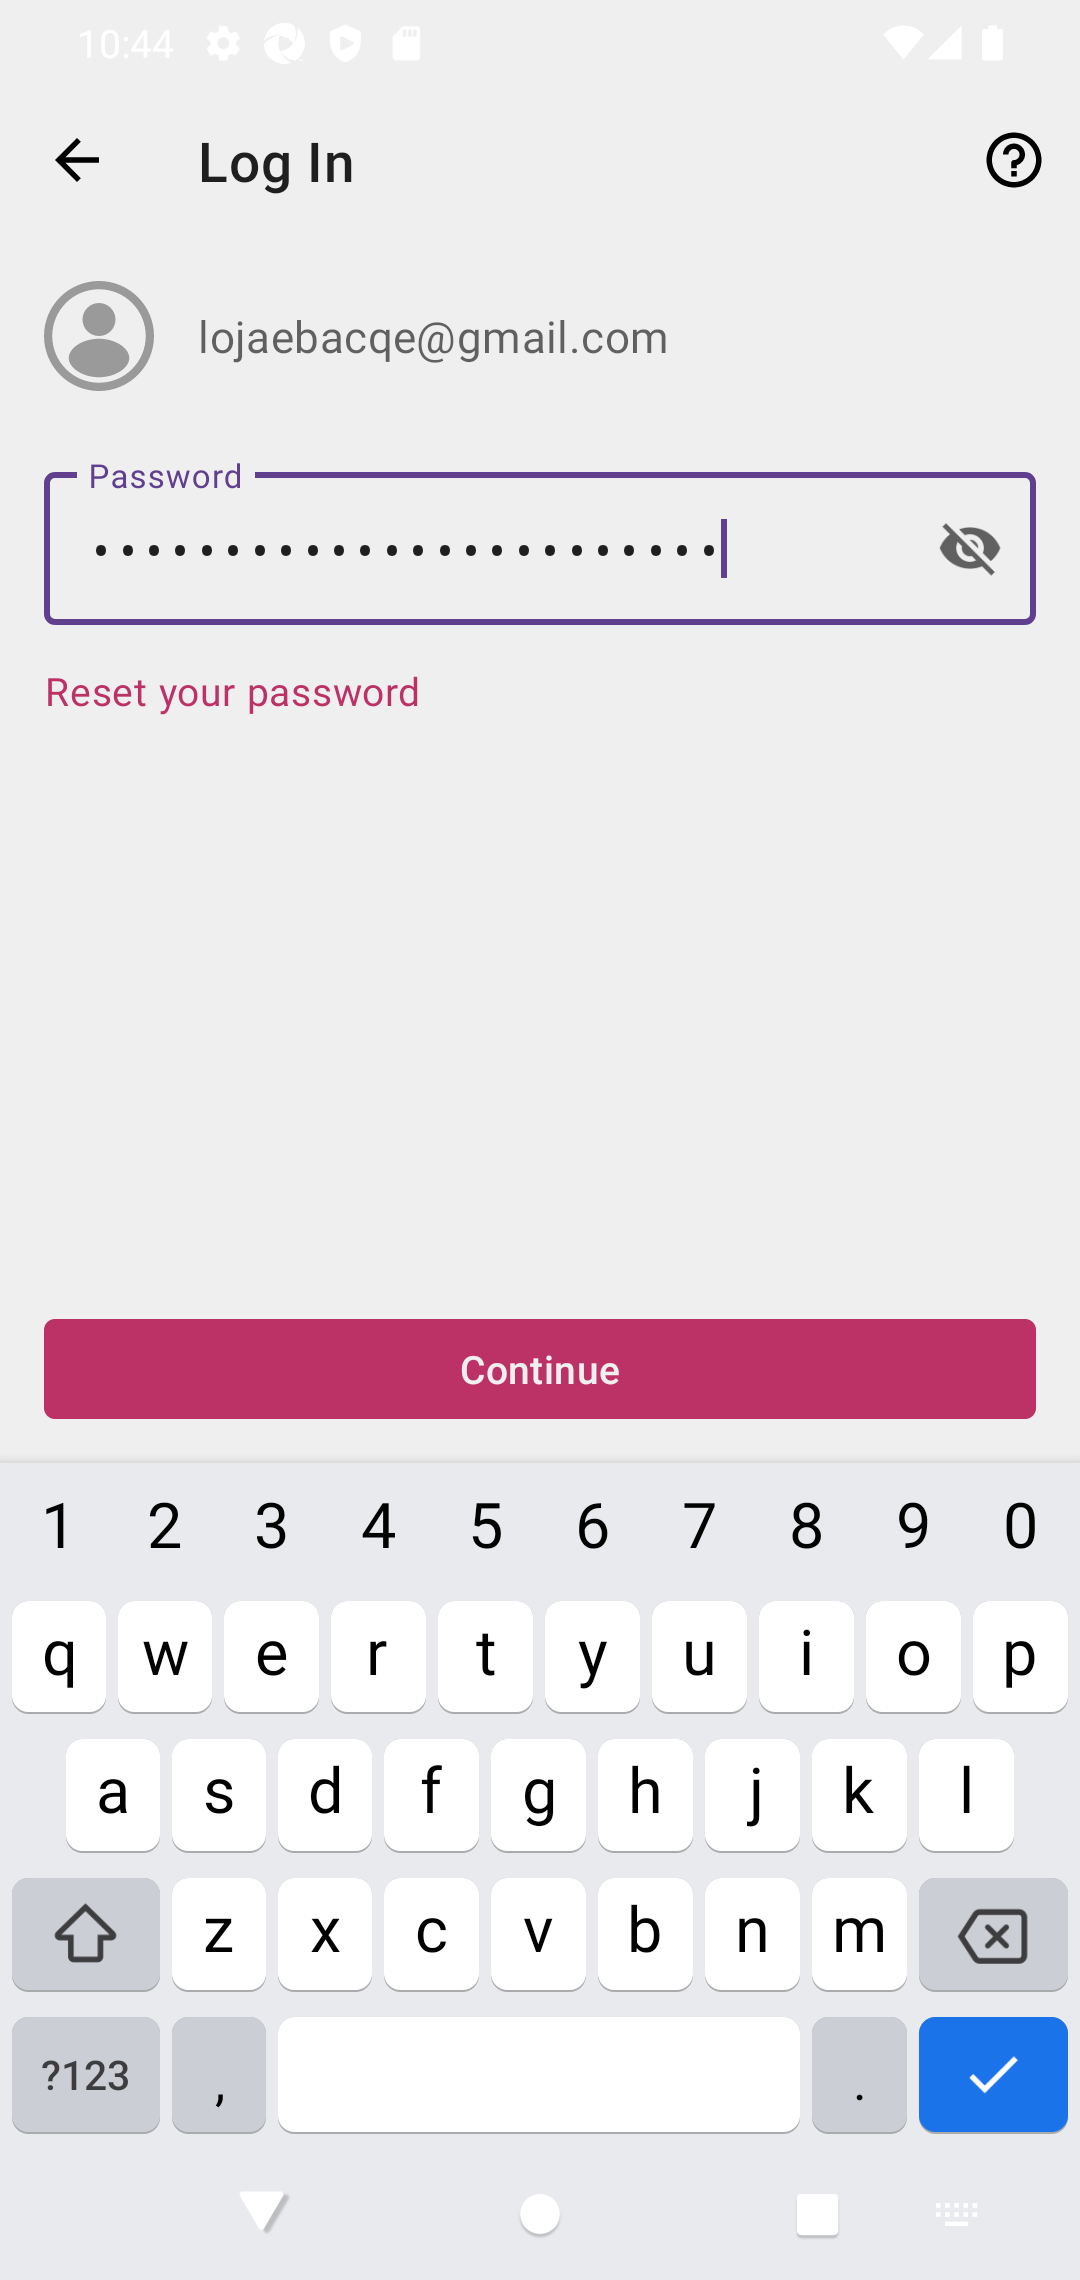 10:44
Log In
lojaebacqe@gmail.com
Password
••••••••••••••••••••••••
Reset your password
Continue
1 2 3 4 5 6 7 8 9 0
q w e r t y u i o p
a s d f g h j k l
z x c v b n m
?123 , .